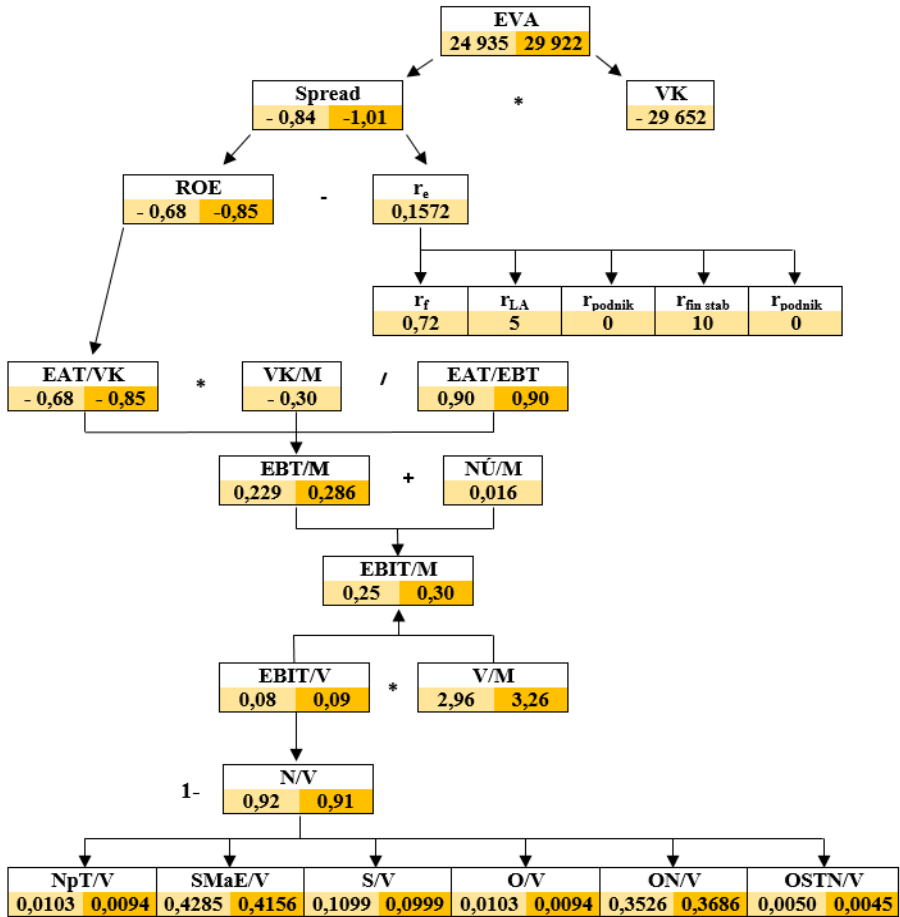 EVA
24 935 29 922
Spread * VK
- 0,84 -1,01 - 29 652
ROE - rₑ
- 0,68 -0,85 0,1572
r_f r_LA r_podnik r_fin stab r_podnik
0,72 5 0 10 0
EAT/VK * VK/M / EAT/EBT
- 0,68 - 0,85 - 0,30 0,90 0,90
EBT/M + NÚ/M
0,229 0,286 0,016
EBIT/M
0,25 0,30
EBIT/V * V/M
0,08 0,09 2,96 3,26
1- N/V
0,92 0,91
NpT/V SMaE/V S/V O/V ON/V OSTN/V
0,0103 0,0094 0,4285 0,4156 0,1099 0,0999 0,0103 0,0094 0,3526 0,3686 0,0050 0,0045